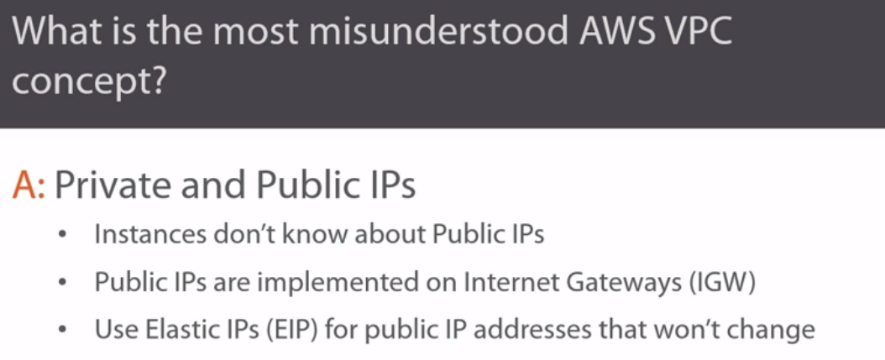 What is the most misunderstood AWS VPC
concept?
A: Private and Public IPs
• Instances don’t know about Public IPs
• Public IPs are implemented on Internet Gateways (IGW)
• Use Elastic IPs (EIP) for public IP addresses that won’t change